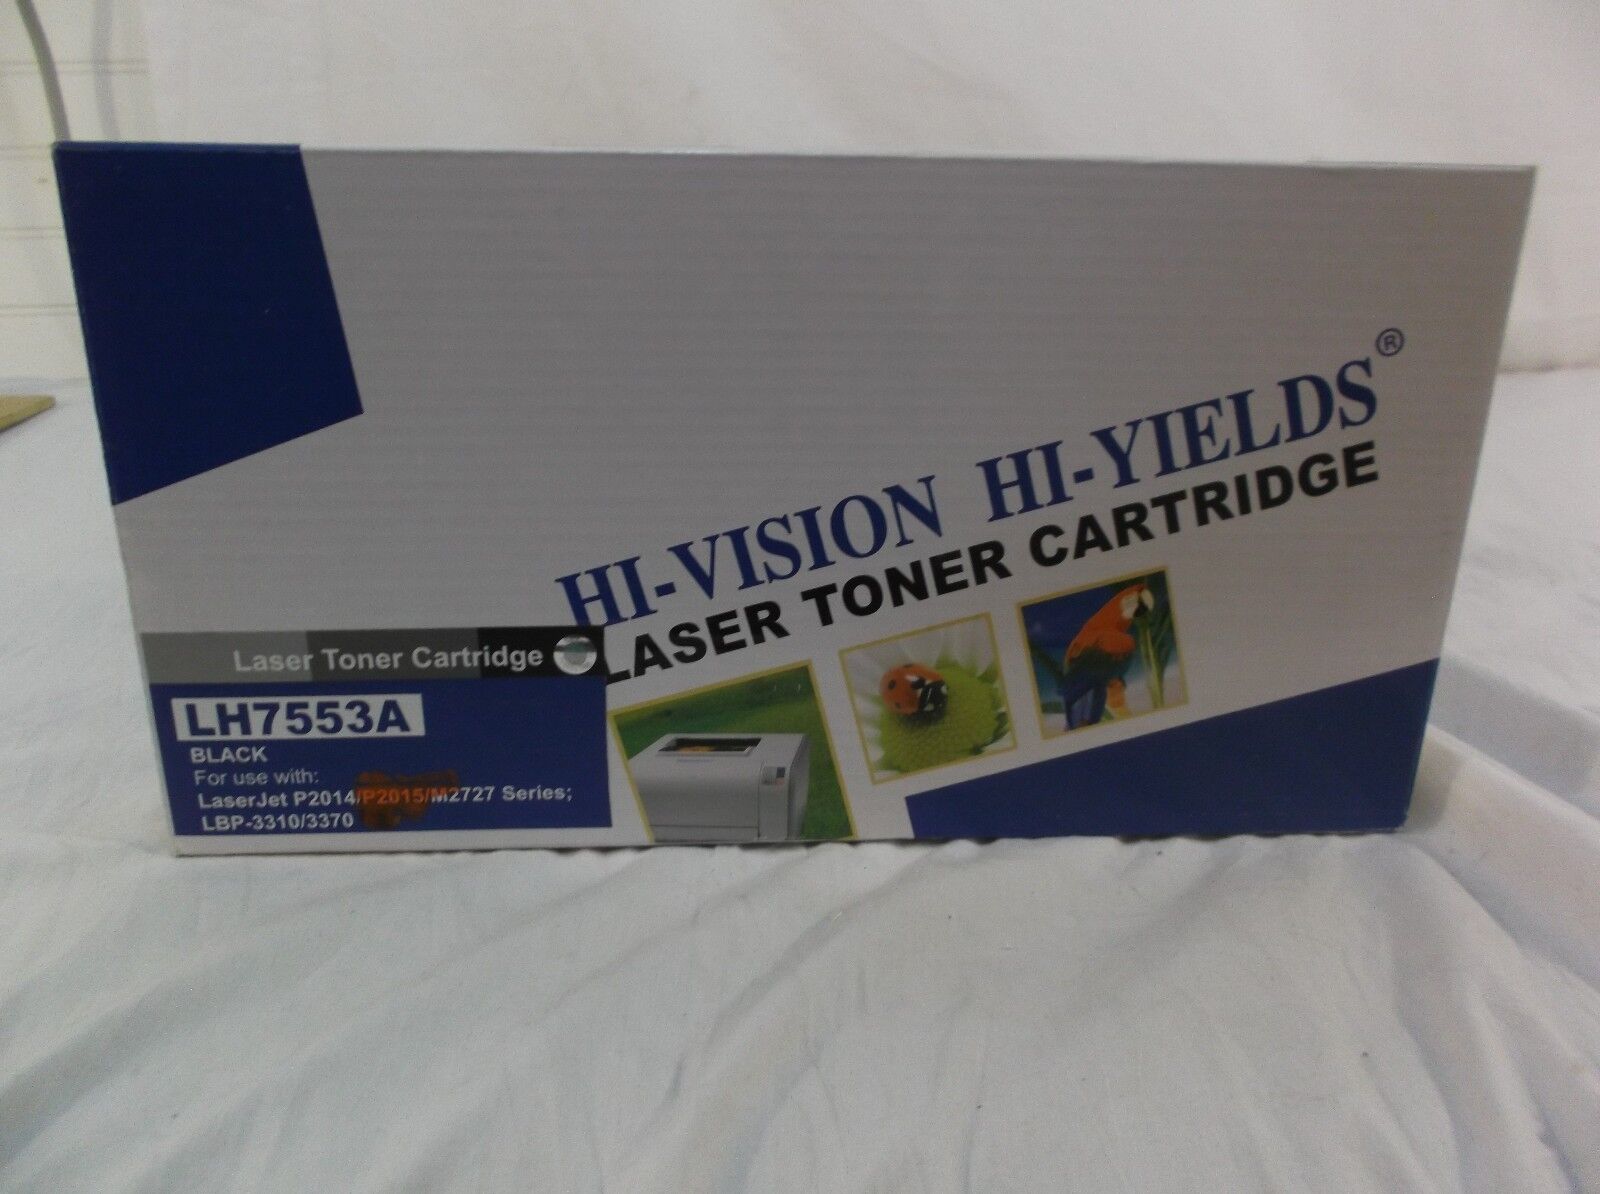 HI-VISION HI-YIELDS®
LASER TONER CARTRIDGE
Laser Toner Cartridge
LH7553A
BLACK
For use with:
LaserJet P2014/P2015/M2727 Series;
LBP-3310/3370